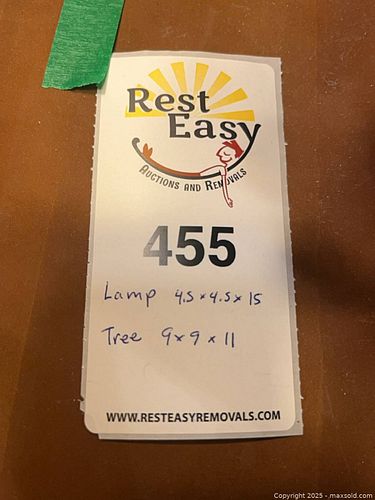 Rest
Easy
AUCTIONS AND REMOVALS
455
Lamp 4.5 x 4.5 x 15
Tree 9 x 9 x 11
WWW.RESTEASYREMOVALS.COM
Copyright 2025 - .maxsold.com